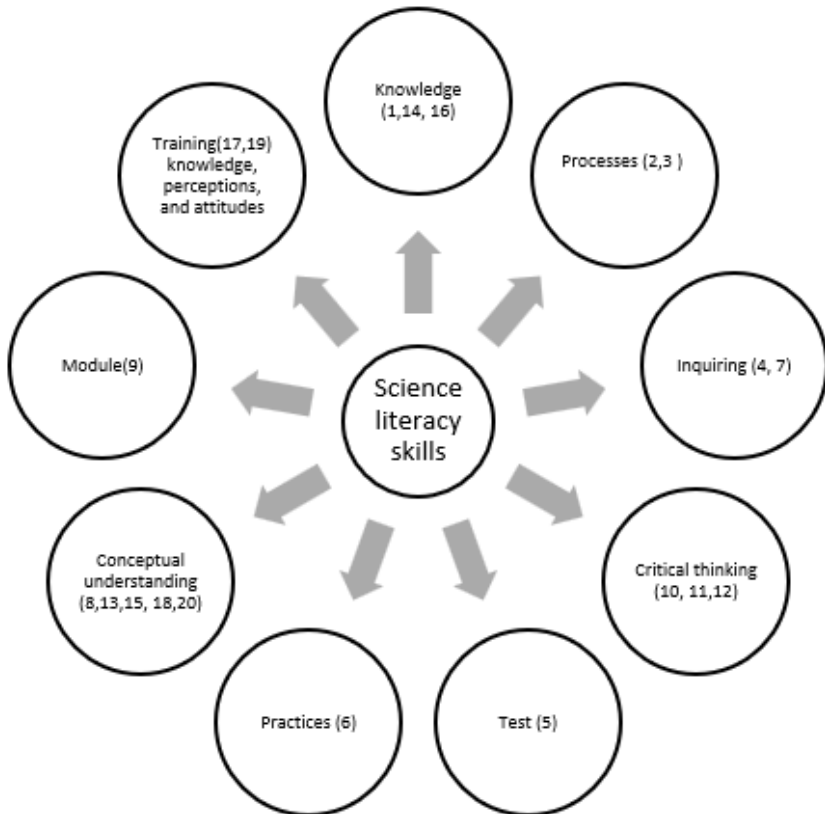 Knowledge
(1,14, 16)
Training(17,19)
knowledge,
perceptions,
and attitudes
Processes (2,3 )
Module(9)
Inquiring (4, 7)
Science
literacy
skills
Conceptual
understanding
(8,13,15, 18,20)
Critical thinking
(10, 11,12)
Practices (6)
Test (5)